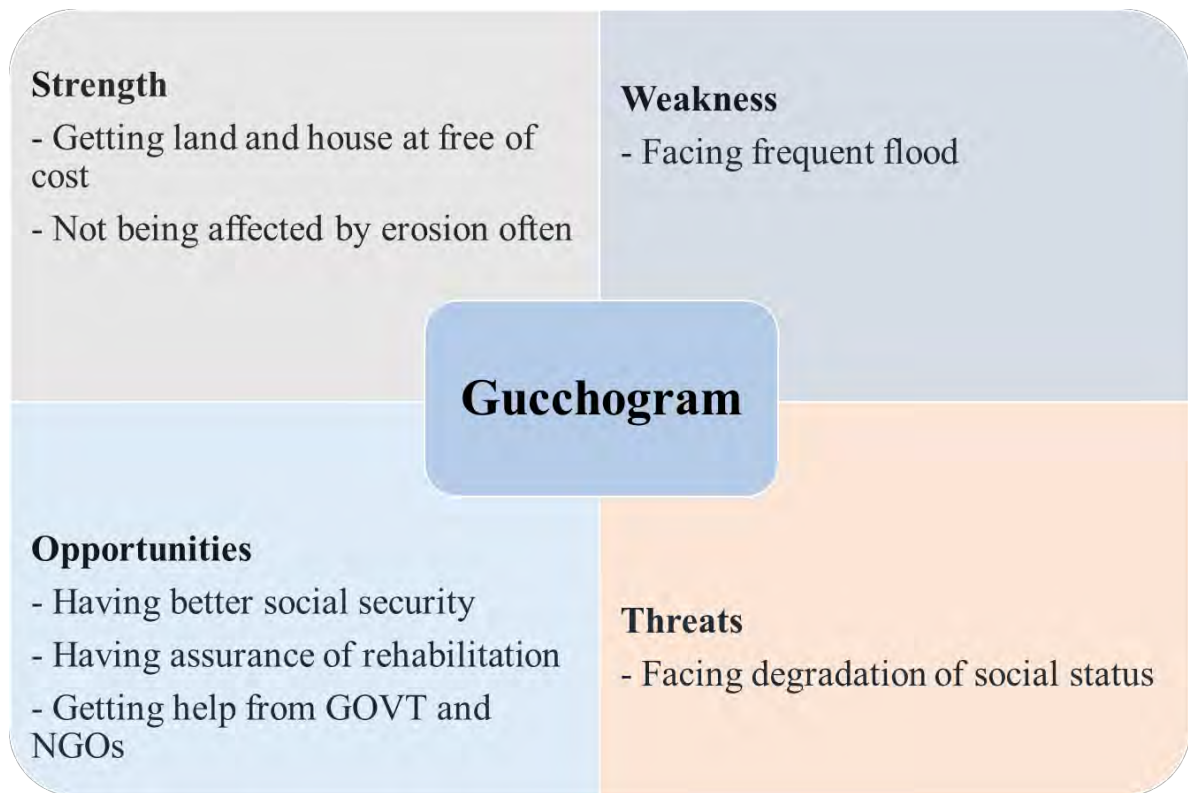 Strength
- Getting land and house at free of
cost
- Not being affected by erosion often
Weakness
- Facing frequent flood
Gucchogram
Opportunities
- Having better social security
- Having assurance of rehabilitation
- Getting help from GOVT and
NGOs
Threats
- Facing degradation of social status